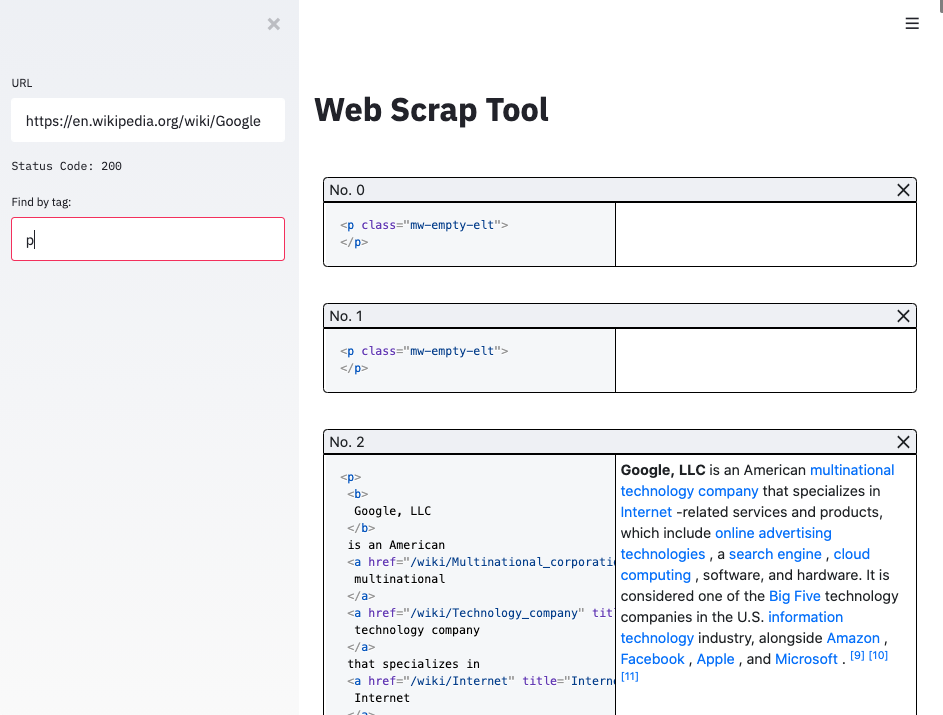 URL
https://en.wikipedia.org/wiki/Google
Status Code: 200
Find by tag:
p
Web Scrap Tool
No. 0
<p class="mw-empty-elt">
</p>
No. 1
<p class="mw-empty-elt">
</p>
No. 2
<p>
<b>
Google, LLC
</b>
is an American
<a href="/wiki/Multinational_corporatio
multinational
</a>
<a href="/wiki/Technology_company" titl
technology company
</a>
that specializes in
<a href="/wiki/Internet" title="Interne
Internet
</a>
Google, LLC is an American multinational
technology company that specializes in
Internet -related services and products,
which include online advertising
technologies , a search engine , cloud
computing , software, and hardware. It is
considered one of the Big Five technology
companies in the U.S. information
technology industry, alongside Amazon ,
Facebook , Apple , and Microsoft . [9] [10]
[11]